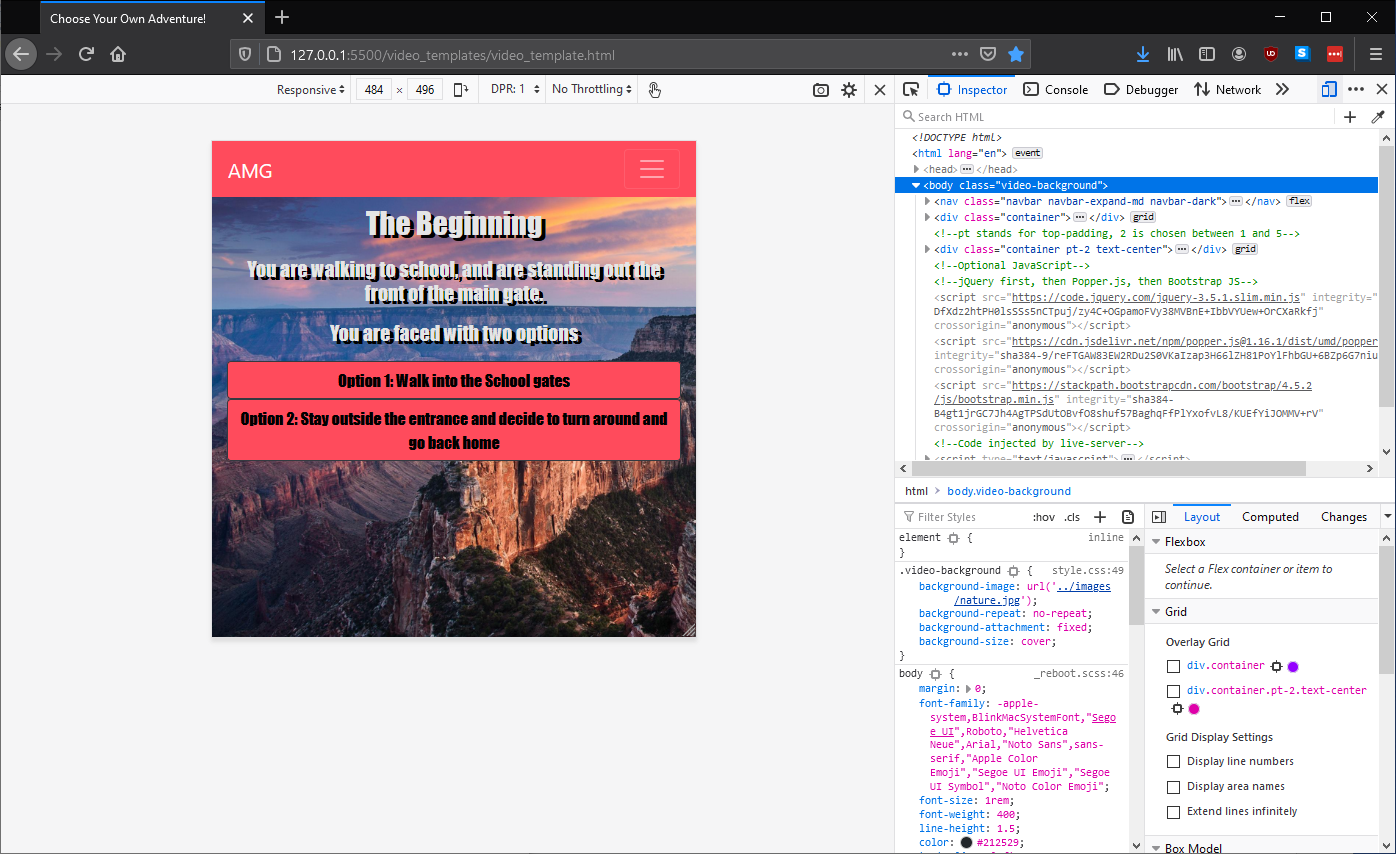 Choose Your Own Adventure!
127.0.0.1:5500/video_templates/video_template.html
Responsive 484 × 496 DPR: 1 No Throttling
AMG
The Beginning
You are walking to school, and are standing out the
front of the main gate.
You are faced with two options
Option 1: Walk into the School gates
Option 2: Stay outside the entrance and decide to turn around and
go back home
Inspector Console Debugger Network
Search HTML
<!DOCTYPE html>
<html lang="en"> event
<head> ••• </head>
<body class="video-background">
<nav class="navbar navbar-expand-md navbar-dark"> ••• </nav> flex
<div class="container"> ••• </div> grid
<!--pt stands for top-padding, 2 is chosen between 1 and 5-->
<div class="container pt-2 text-center"> ••• </div> grid
<!--Optional JavaScript-->
<!--jQuery first, then Popper.js, then Bootstrap JS-->
<script src="https://code.jquery.com/jquery-3.5.1.slim.min.js" integrity="
DfXdz2htPH0lsSSs5nCTpuj/zy4C+OGpamoFVy38MVBnE+IbbVYUew+OrCXaRkfj"
crossorigin="anonymous"></script>
<script src="https://cdn.jsdelivr.net/npm/popper.js@1.16.1/dist/umd/popper
integrity="sha384-9/reFTGAW83EW2RDu2S0VKaIzap3H66lZH81PoYlFhbGU+6BZp6G7niu
crossorigin="anonymous"></script>
<script src="https://stackpath.bootstrapcdn.com/bootstrap/4.5.2
/js/bootstrap.min.js" integrity="sha384-
B4gt1jrGC7Jh4AgTPSdUtOBvfO8shuf57BaghqFfPlYxofvL8/KUEfYiJOMMV+rV"
crossorigin="anonymous"></script>
<!--Code injected by live-server-->
<script type="text/javascript"> ••• </script>
html > body.video-background
Filter Styles :hov .cls +
element { inline
}
.video-background { style.css:49
background-image: url('../images
/nature.jpg');
background-repeat: no-repeat;
background-attachment: fixed;
background-size: cover;
}
body { _reboot.scss:46
margin: 0;
font-family: -apple-
system,BlinkMacSystemFont,"Sego
e UI",Roboto,"Helvetica
Neue",Arial,"Noto Sans",sans-
serif,"Apple Color
Emoji","Segoe UI Emoji","Segoe
UI Symbol","Noto Color Emoji";
font-size: 1rem;
font-weight: 400;
line-height: 1.5;
color: #212529;
Layout Computed Changes
Flexbox
Select a Flex container or item to
continue.
Grid
Overlay Grid
div.container
div.container.pt-2.text-center
Grid Display Settings
Display line numbers
Display area names
Extend lines infinitely
Box Model